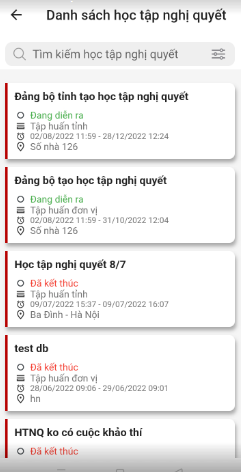 Danh sách học tập nghị quyết
Tìm kiếm học tập nghị quyết
Đảng bộ tỉnh tạo học tập nghị quyết
Đang diễn ra
Tập huấn tỉnh
02/08/2022 11:59 - 28/12/2022 12:24
Số nhà 126
Đảng bộ tạo học tập nghị quyết
Đang diễn ra
Tập huấn đơn vị
02/08/2022 11:59 - 31/10/2022 12:04
Số nhà 126
Học tập nghị quyết 8/7
Đã kết thúc
Tập huấn tỉnh
09/07/2022 15:37 - 09/07/2022 16:07
Ba Đình - Hà Nội
test db
Đã kết thúc
Tập huấn đơn vị
28/06/2022 09:06 - 29/06/2022 09:01
hn
HTNQ ko có cuộc khảo thí
Đã kết thúc